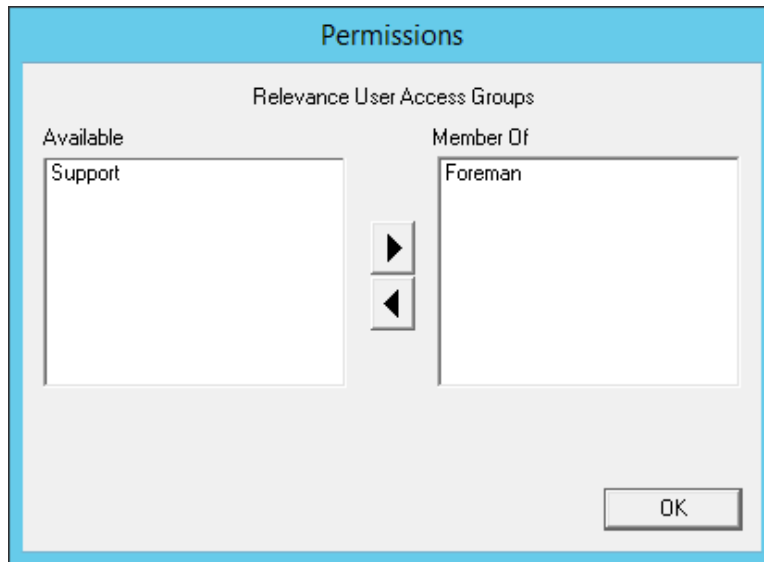 Permissions
Relevance User Access Groups
Available
Member Of
Support
Foreman
OK